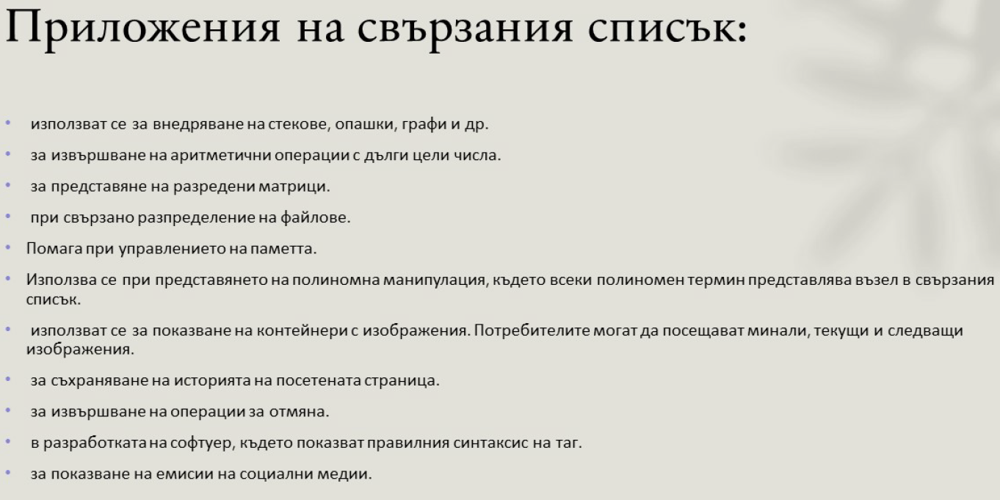 Приложения на свързания списък:
• използват се за внедряване на стекове, опашки, графи и др.
• за извършване на аритметични операции с дълги цели числа.
• за представяне на разредени матрици.
• при свързано разпределение на файлове.
• Помага при управлението на паметта.
• Използва се при представянето на полиномна манипулация, където всеки полиномен термин представлява възел в свързания
списък.
• използват се за показване на контейнери с изображения. Потребителите могат да посещават минали, текущи и следващи
изображения.
• за съхраняване на историята на посетената страница.
• за извършване на операции за отмяна.
• в разработката на софтуер, където показват правилния синтаксис на таг.
• за показване на емисии на социални медии.